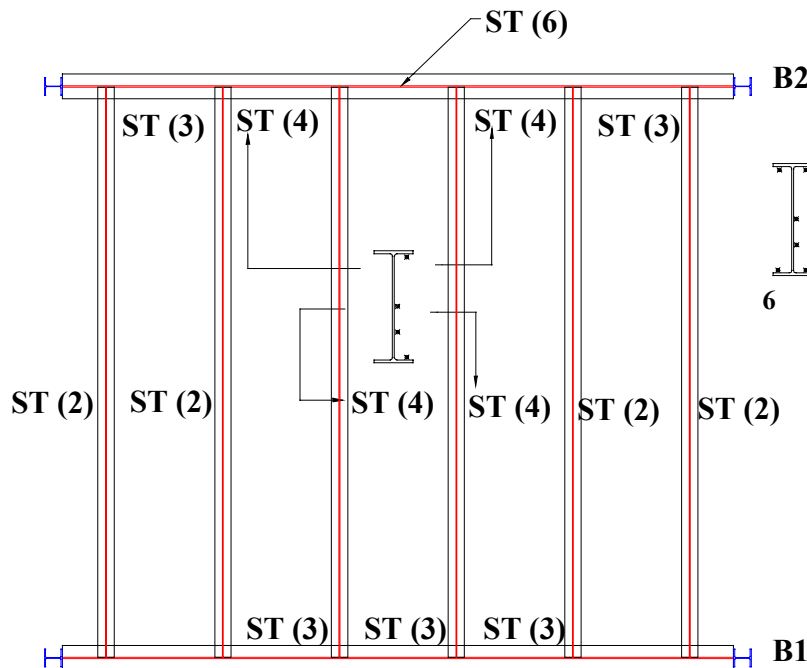 ST (6)
B2
ST (3) ST (4) ST (4) ST (3)
6
ST (2) ST (2) ST (4) ST (4) ST (2) ST (2)
ST (3) ST (3) ST (3)
B1